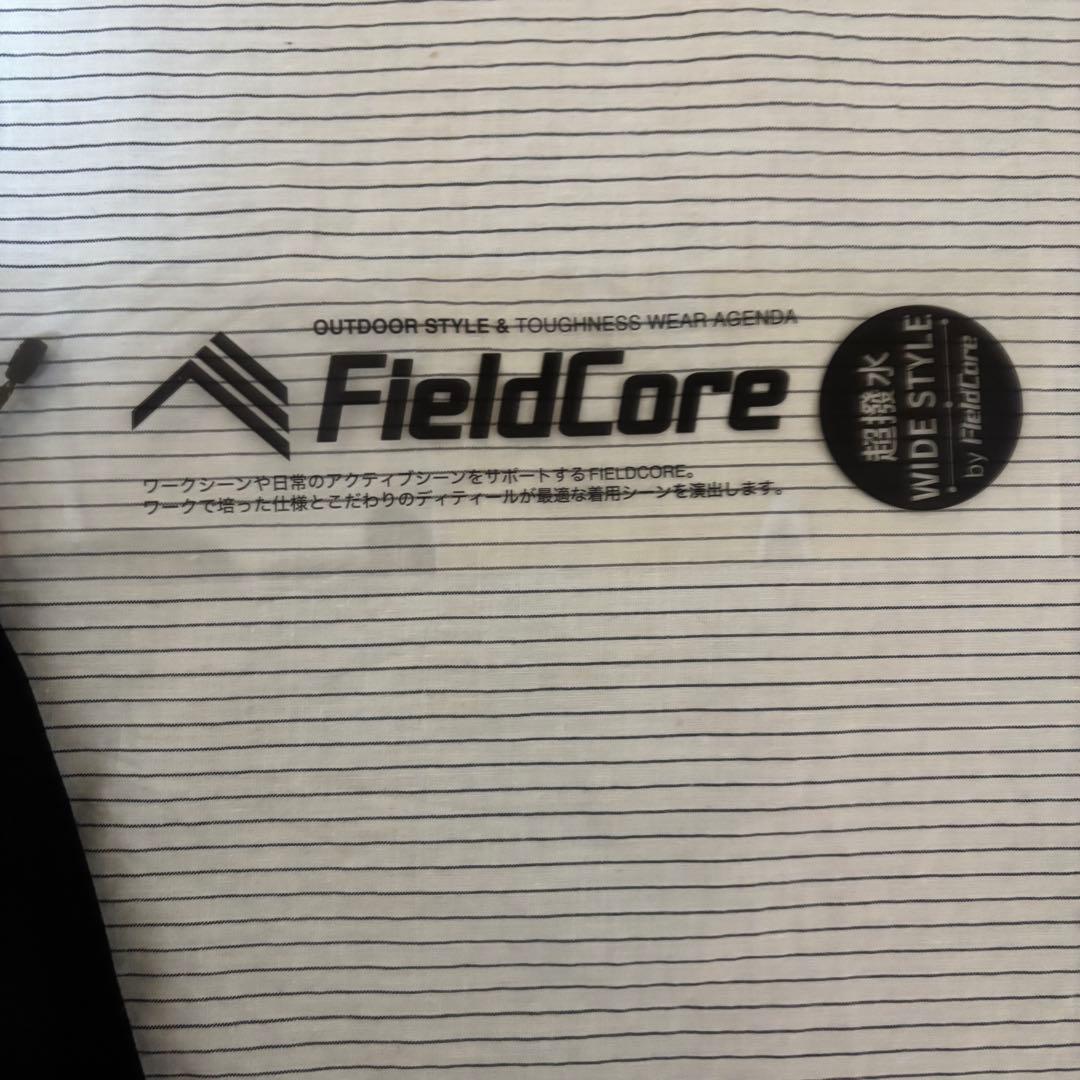 OUTDOOR STYLE & TOUGHNESS WEAR AGENDA
FieldCore
ワークシーンや日常のアクティブシーンをサポートするFIELDCORE。
ワークで培った仕様とこだわりのディティールが最適な着用シーンを演出します。
超撥水
WIDE STYLE
by FieldCore